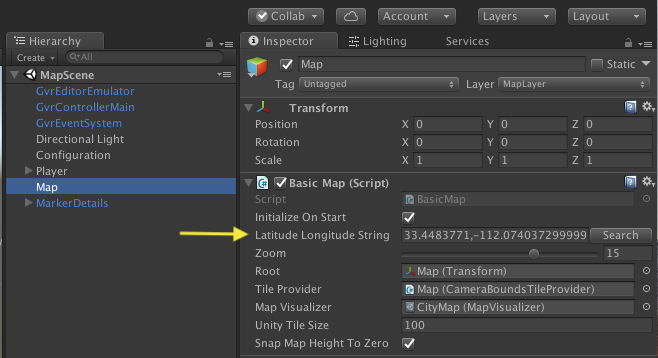 Collab Account Layers Layout
Hierarchy
Create All
MapScene
GvrEditorEmulator
GvrControllerMain
GvrEventSystem
Directional Light
Configuration
Player
Map
MarkerDetails
Inspector Lighting Services
Map Static
Tag Untagged Layer MapLayer
Transform
Position X 0 Y 0 Z 0
Rotation X 0 Y 0 Z 0
Scale X 1 Y 1 Z 1
Basic Map (Script)
Script BasicMap
Initialize On Start
Latitude Longitude String 33.4483771,-112.074037299999 Search
Zoom 15
Root Map (Transform)
Tile Provider Map (CameraBoundsTileProvider)
Map Visualizer CityMap (MapVisualizer)
Unity Tile Size 100
Snap Map Height To Zero